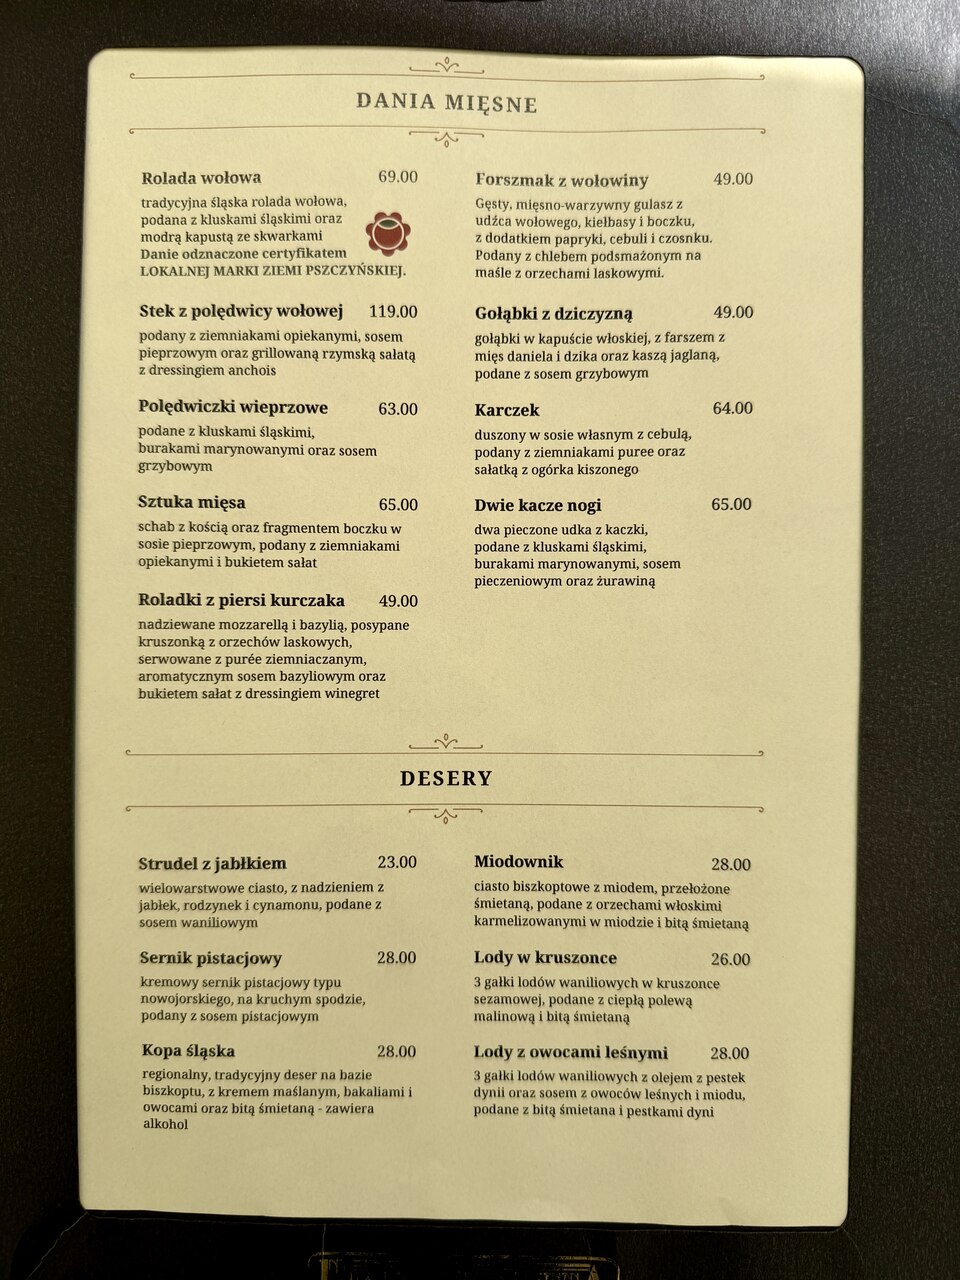 DANIA MIĘSNE
Rolada wołowa 69.00
tradycyjna śląska rolada wołowa,
podana z kluskami śląskimi oraz
modrą kapustą ze skwarkami
Danie odznaczone certyfikatem
LOKALNEJ MARKI ZIEMI PSZCZYŃSKIEJ.
Stek z polędwicy wołowej 119.00
podany z ziemniakami opiekanymi, sosem
pieprzowym oraz grillowaną rzymską sałatą
z dressingiem anchois
Polędwiczki wieprzowe 63.00
podane z kluskami śląskimi,
burakami marynowanymi oraz sosem
grzybowym
Sztuka mięsa 65.00
schab z kością oraz fragmentem boczku w
sosie pieprzowym, podany z ziemniakami
opiekanymi i bukietem sałat
Roladki z piersi kurczaka 49.00
nadziewane mozzarellą i bazylią, posypane
kruszonką z orzechów laskowych,
serwowane z purée ziemniaczanym,
aromatycznym sosem bazyliowym oraz
bukietem sałat z dressingiem winegret
Forszmak z wołowiny 49.00
Gęsty, mięsno-warzywny gulasz z
udźca wołowego, kiełbasy i boczku,
z dodatkiem papryki, cebuli i czosnku.
Podany z chlebem podsmażonym na
maśle z orzechami laskowymi.
Gołąbki z dziczyzną 49.00
gołąbki w kapuście włoskiej, z farszem z
mięs daniela i dzika oraz kaszą jaglaną,
podane z sosem grzybowym
Karczek 64.00
duszony w sosie własnym z cebulą,
podany z ziemniakami puree oraz
sałatką z ogórka kiszonego
Dwie kacze nogi 65.00
dwa pieczone udka z kaczki,
podane z kluskami śląskimi,
burakami marynowanymi, sosem
pieczeniowym oraz żurawiną
DESERY
Strudel z jabłkiem 23.00
wielowarstwowe ciasto, z nadzieniem z
jabłek, rodzynek i cynamonu, podane z
sosem waniliowym
Sernik pistacjowy 28.00
kremowy sernik pistacjowy typu
nowojorskiego, na kruchym spodzie,
podany z sosem pistacjowym
Kopa śląska 28.00
regionalny, tradycyjny deser na bazie
biszkoptu, z kremem maślanym, bakaliami i
owocami oraz bitą śmietaną - zawiera
alkohol
Miodownik 28.00
ciasto biszkoptowe z miodem, przełożone
śmietaną, podane z orzechami włoskimi
karmelizowanymi w miodzie i bitą śmietaną
Lody w kruszonce 26.00
3 gałki lodów waniliowych w kruszonce
sezamowej, podane z ciepłą polewą
malinową i bitą śmietaną
Lody z owocami leśnymi 28.00
3 gałki lodów waniliowych z olejem z pestek
dynii oraz sosem z owoców leśnych i miodu,
podane z bitą śmietana i pestkami dyni